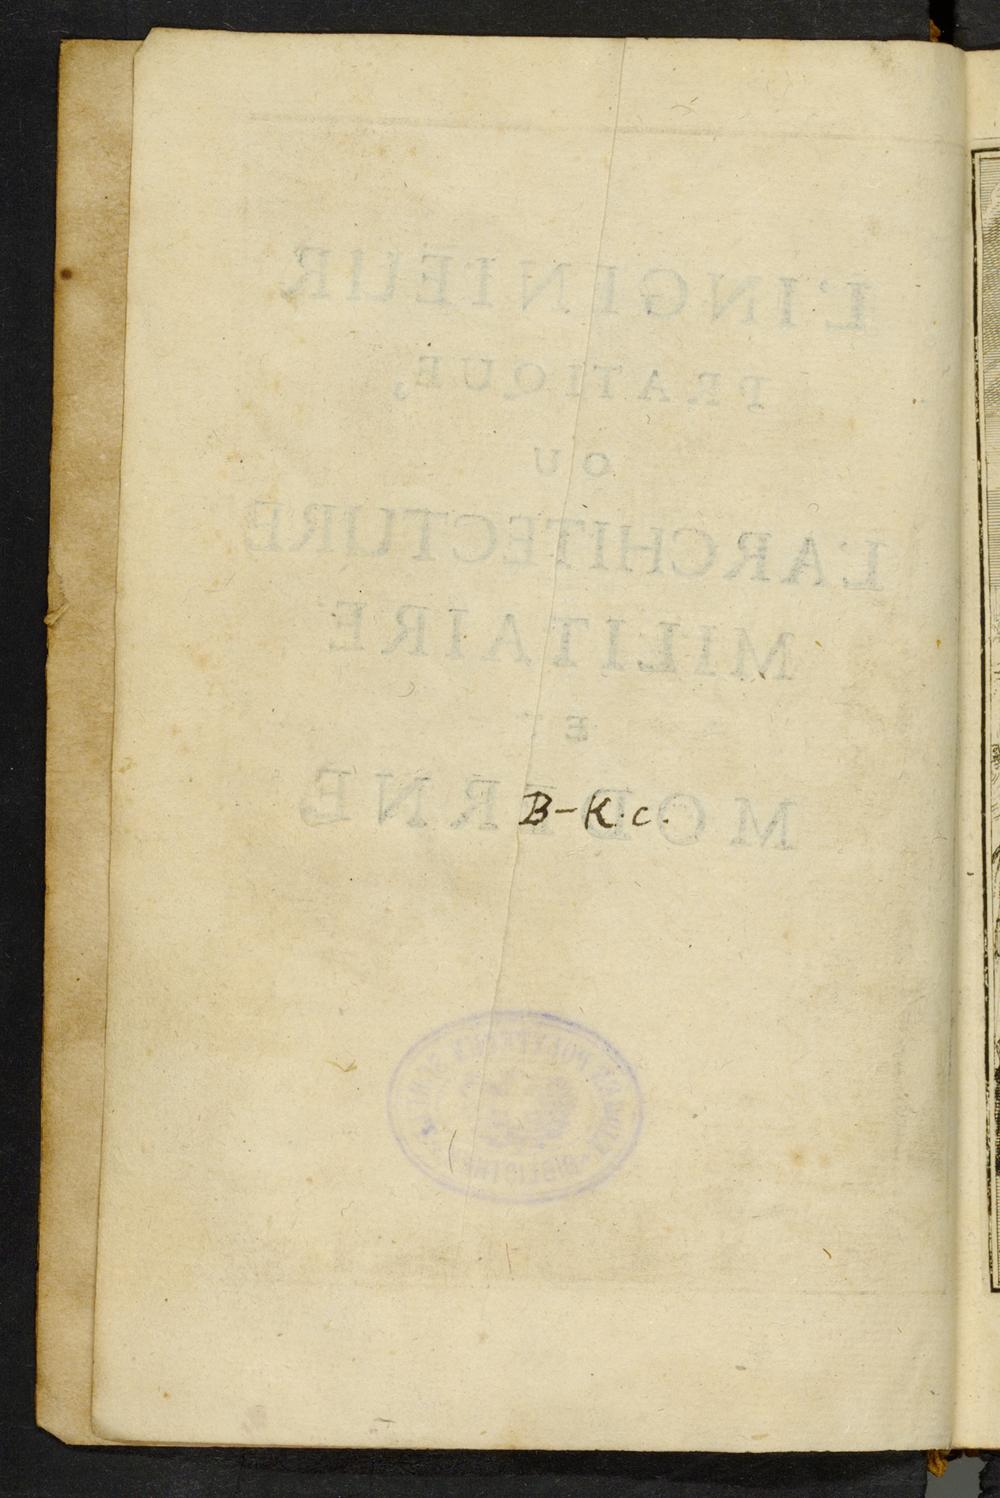 L'INGENIEUR
PRATIQUE,
OU
L'ARCHITECTURE
MILITAIRE
ET
MODERNE
B-K.c.